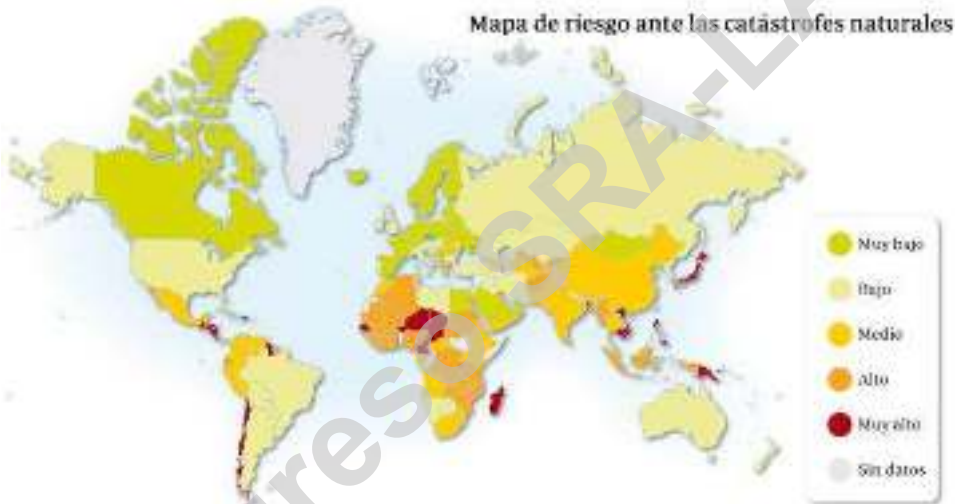 Mapa de riesgo ante las catástrofes naturales
Muy bajo
Bajo
Medio
Alto
Muy alto
Sin datos